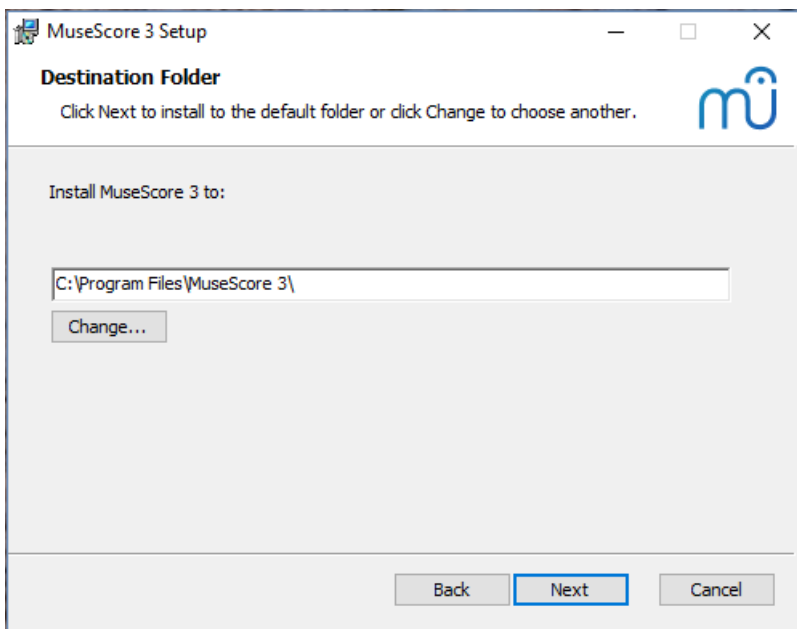 MuseScore 3 Setup
Destination Folder
Click Next to install to the default folder or click Change to choose another.
Install MuseScore 3 to:
C:\Program Files\MuseScore 3\
Change...
Back Next Cancel